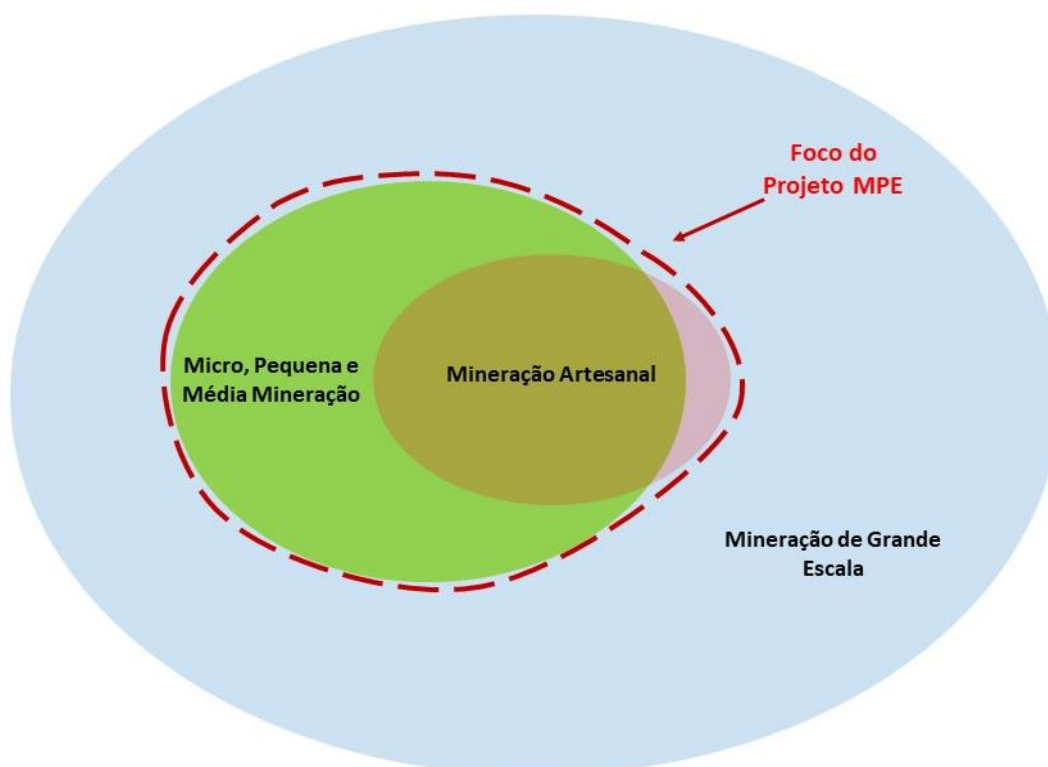 Foco do
Projeto MPE
Micro, Pequena e
Média Mineração
Mineração Artesanal
Mineração de Grande
Escala